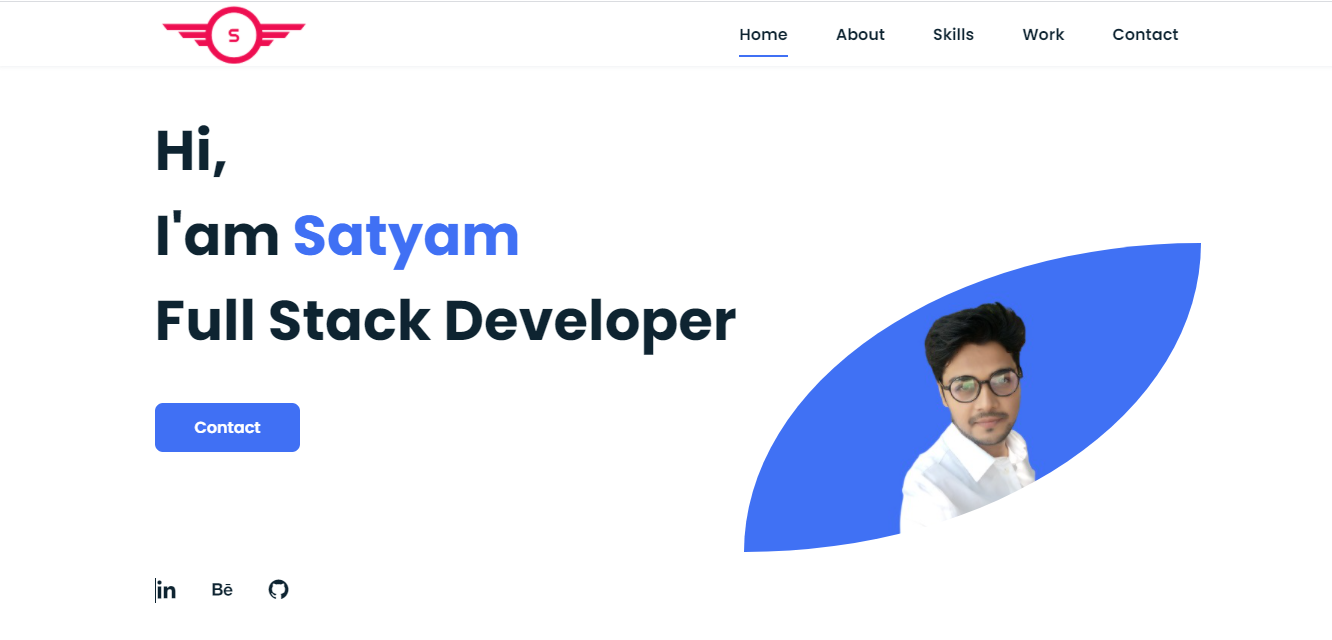 S
Home About Skills Work Contact
Hi,
I'am Satyam
Full Stack Developer
Contact
in Bē